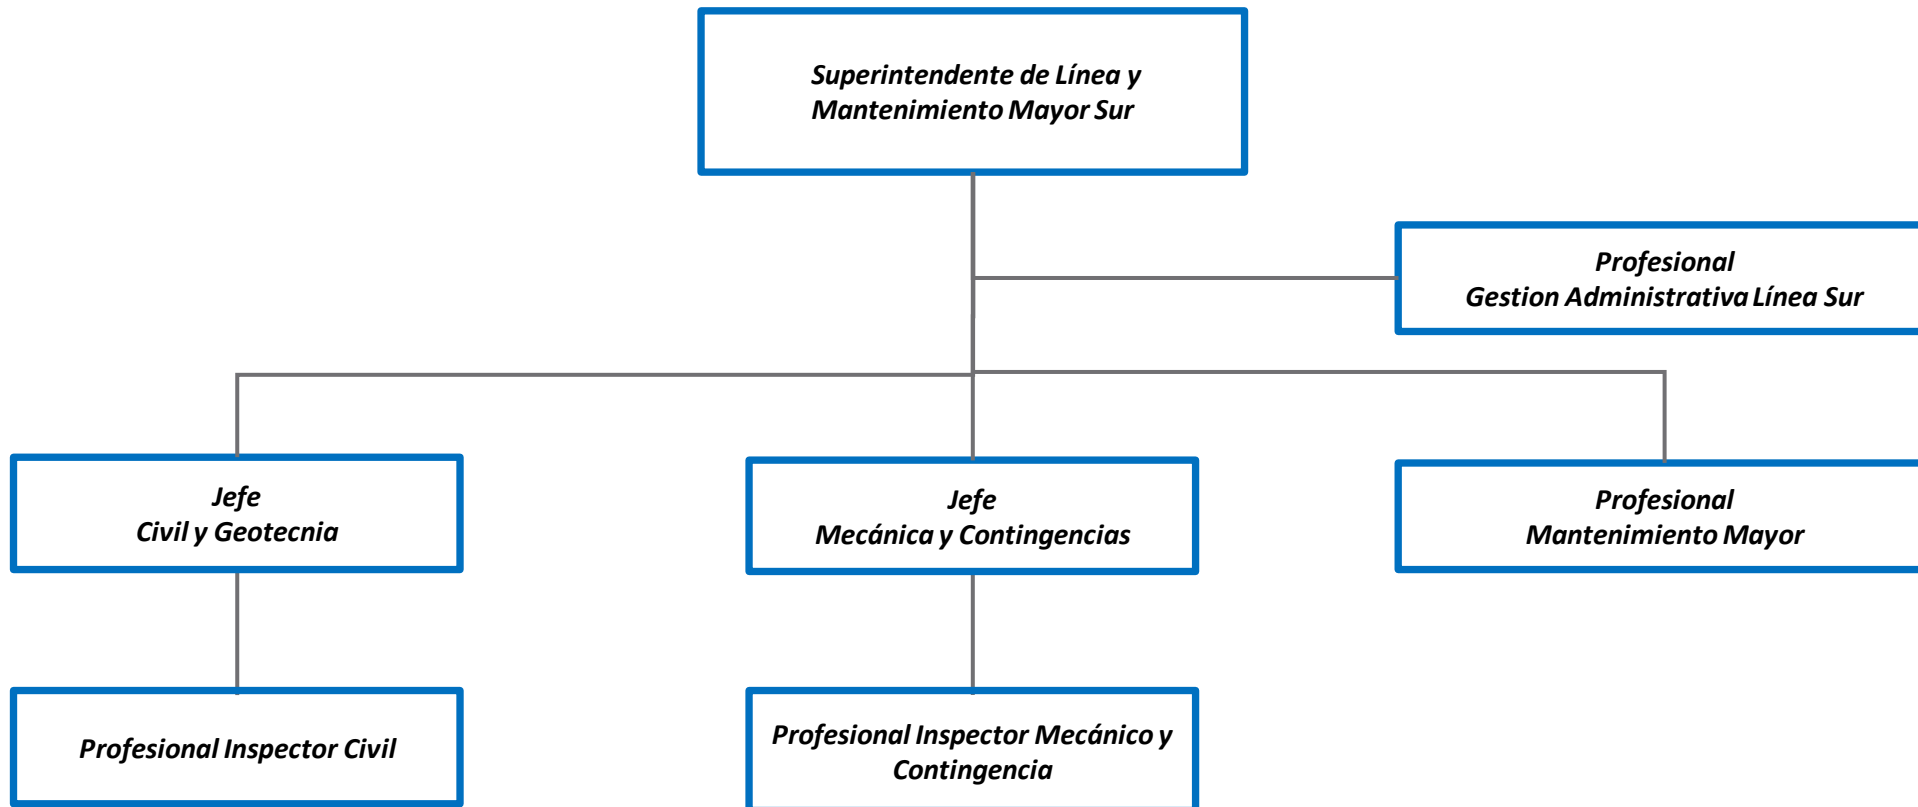 Superintendente de Línea y
Mantenimiento Mayor Sur
Profesional
Gestion Administrativa Línea Sur
Jefe
Civil y Geotecnia
Jefe
Mecánica y Contingencias
Profesional
Mantenimiento Mayor
Profesional Inspector Civil
Profesional Inspector Mecánico y
Contingencia